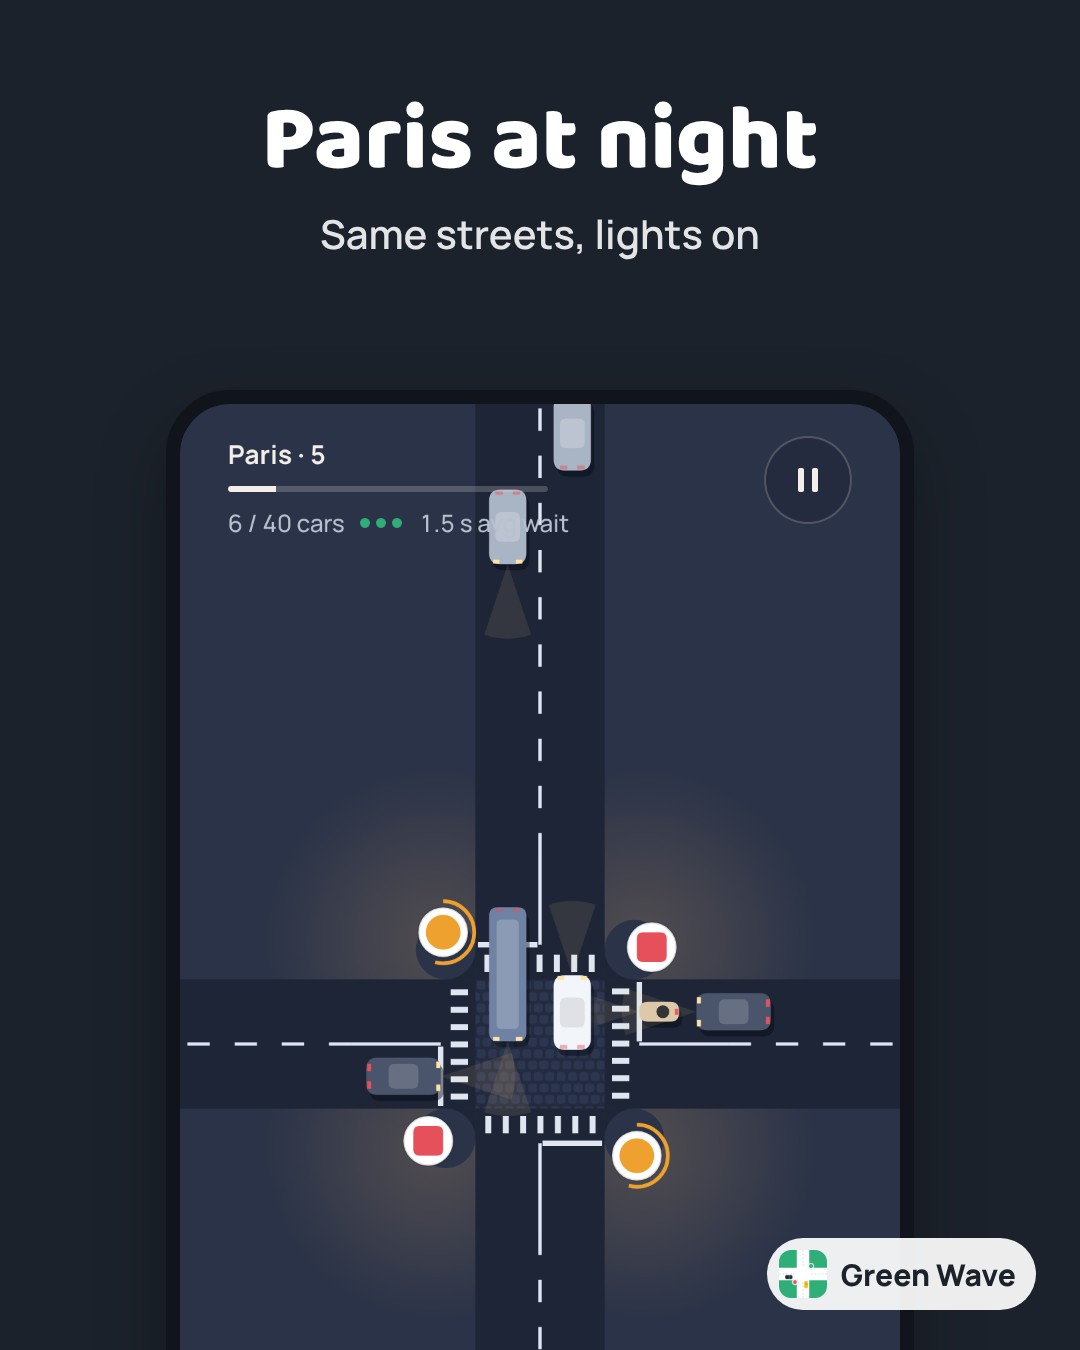 Paris at night
Same streets, lights on
Paris · 5
6 / 40 cars 1.5 s wait
Green Wave